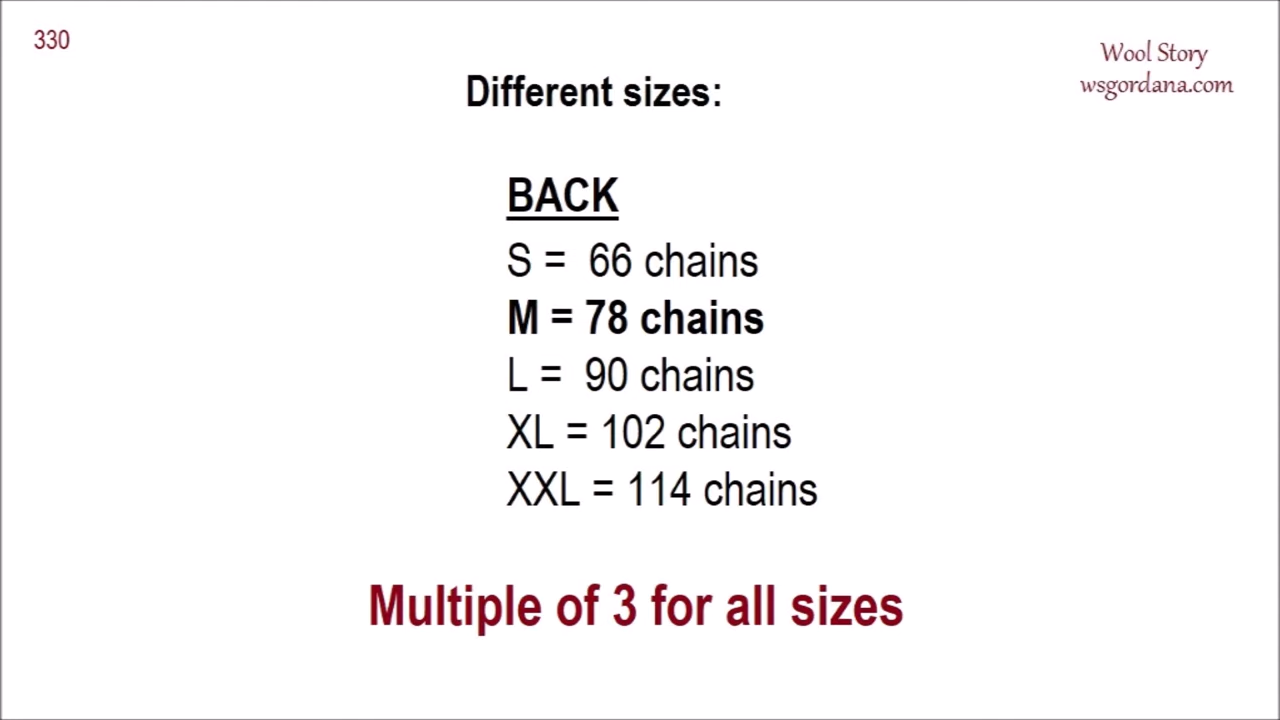 330
Wool Story
wsgordana.com
Different sizes:
BACK
S = 66 chains
M = 78 chains
L = 90 chains
XL = 102 chains
XXL = 114 chains
Multiple of 3 for all sizes